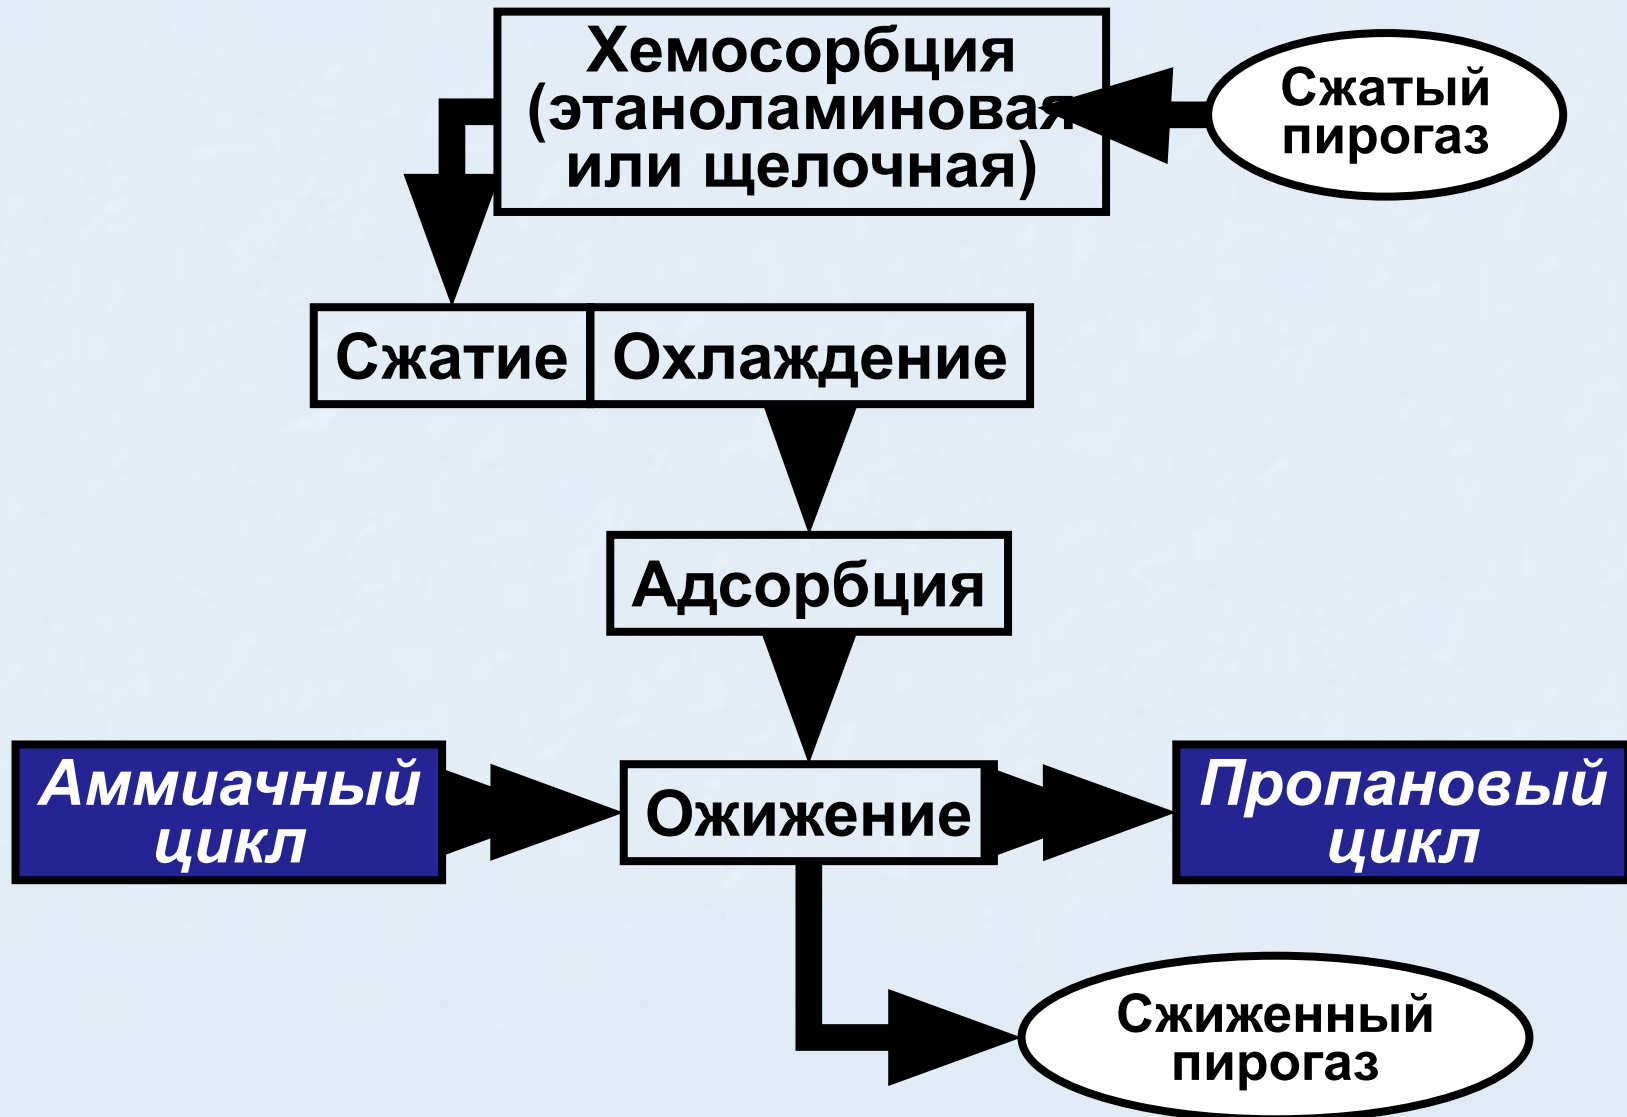 Хемосорбция
(этаноламиновая
или щелочная)
Сжатый
пирогаз
Сжатие
Охлаждение
Адсорбция
Аммиачный
цикл
Ожижение
Пропановый
цикл
Сжиженный
пирогаз